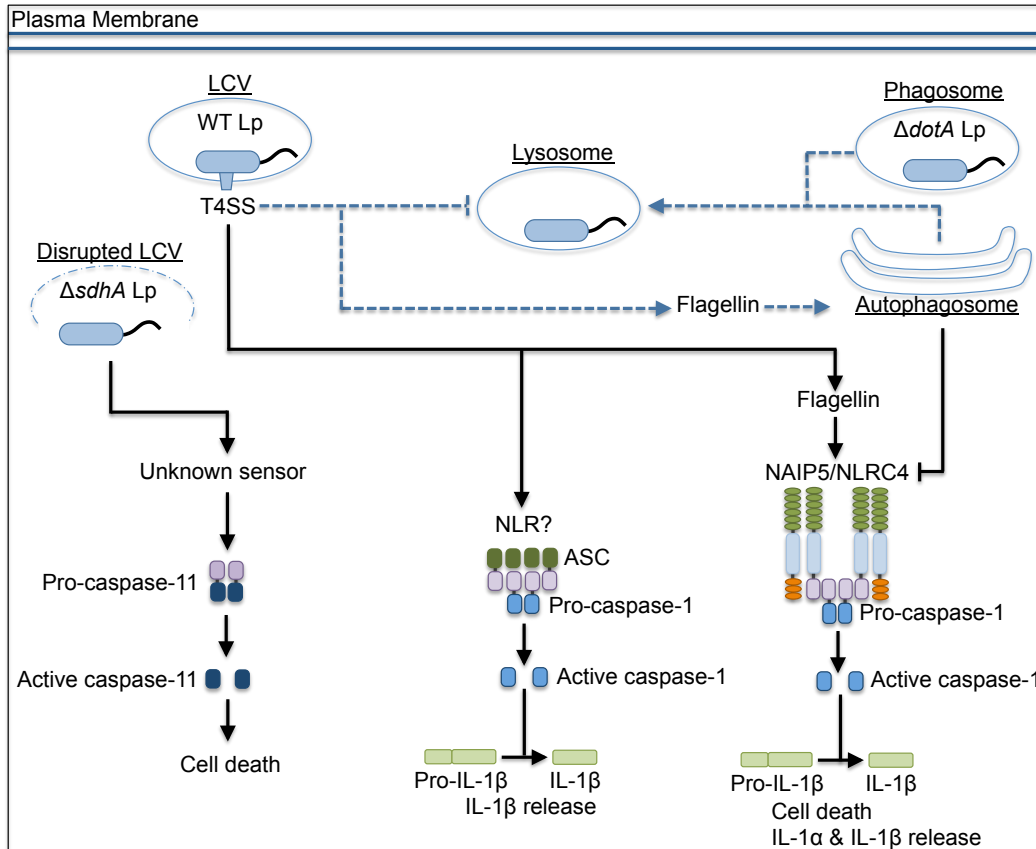 Plasma Membrane
LCV
WT Lp
T4SS
Lysosome
Phagosome
ΔdotA Lp
Disrupted LCV
ΔsdhA Lp
Flagellin
Autophagosome
Flagellin
Unknown sensor
NAIP5/NLRC4
NLR?
ASC
Pro-caspase-11
Pro-caspase-1
Pro-caspase-1
Active caspase-11
Active caspase-1
Active caspase-1
Cell death
Pro-IL-1β
IL-1β
IL-1β release
Pro-IL-1β
IL-1β
Cell death
IL-1α & IL-1β release